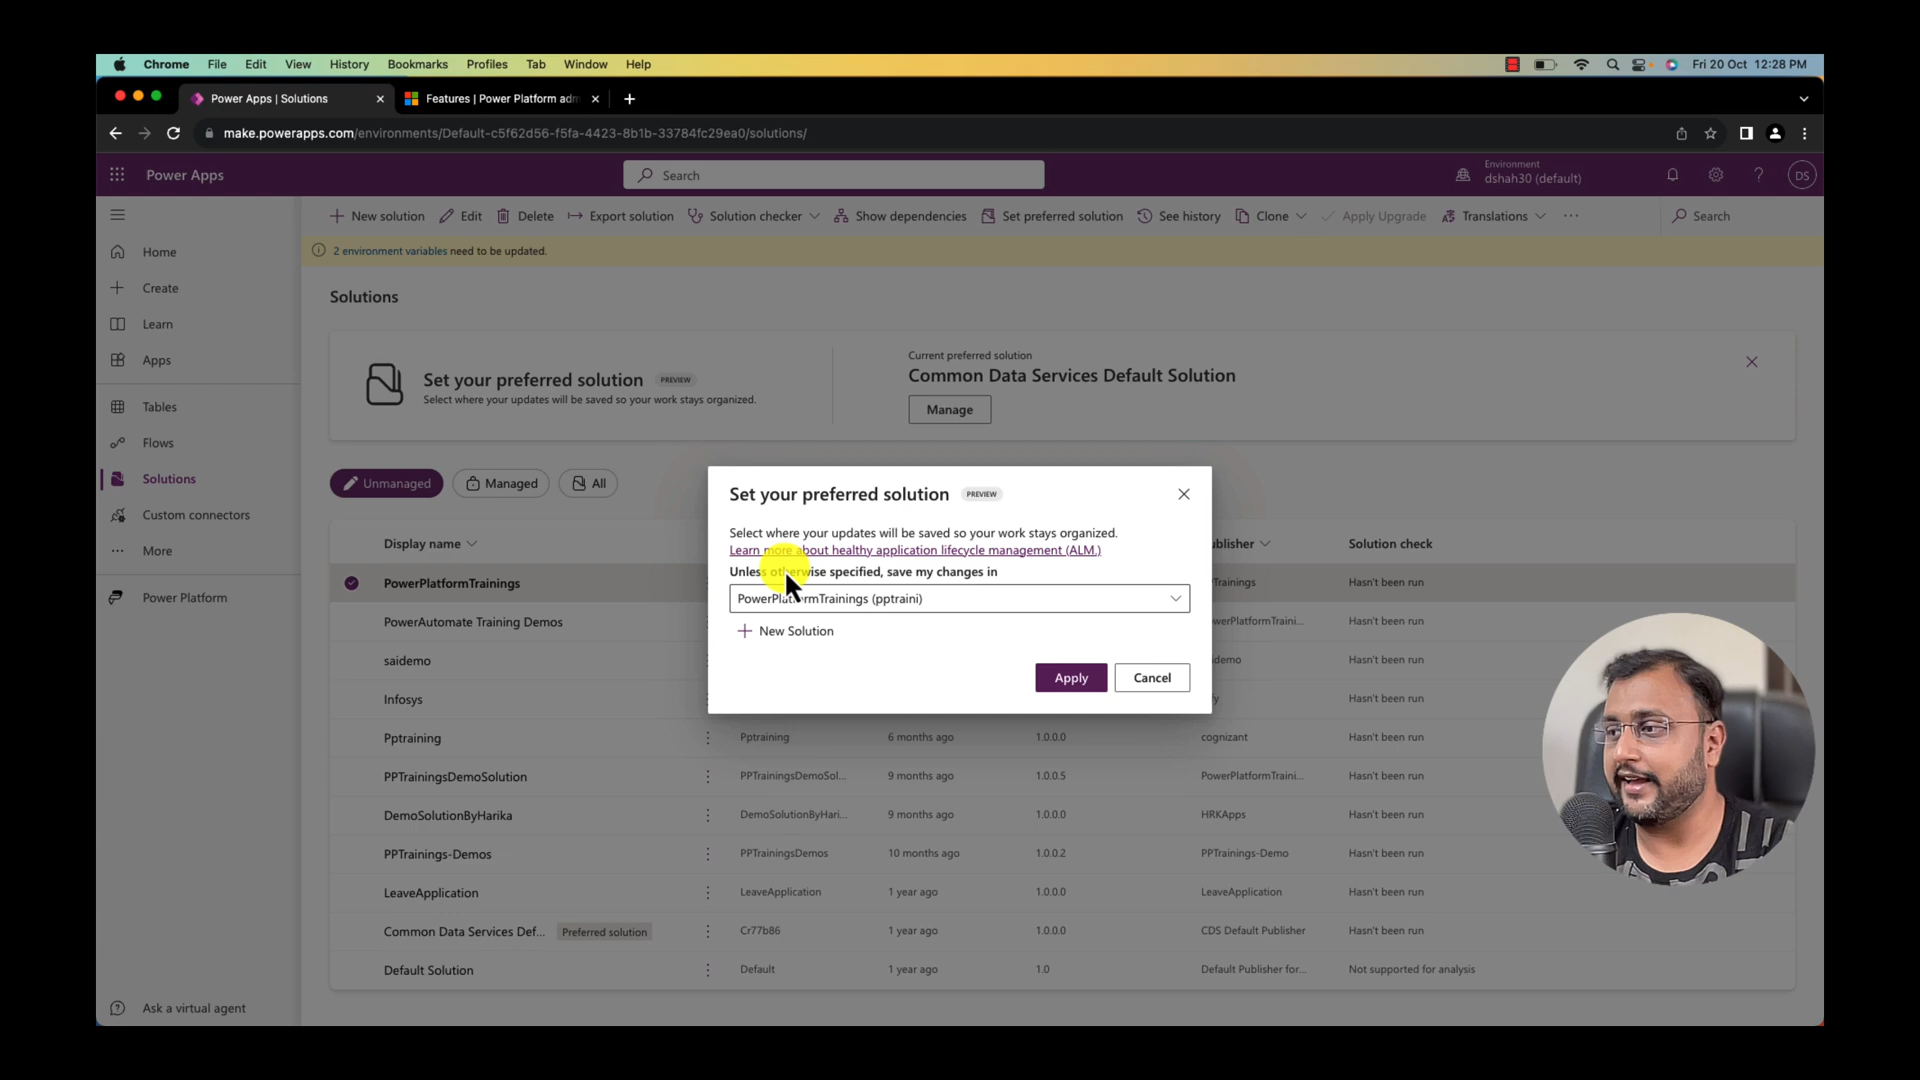 Chrome File Edit View History Bookmarks Profiles Tab Window Help Fri 20 Oct 12:28 PM
Power Apps | Solutions Features | Power Platform adm
make.powerapps.com/environments/Default-c5f62d56-f5fa-4423-8b1b-33784fc29ea0/solutions/
Power Apps Search Environment
dshah30 (default) DS
New solution Edit Delete Export solution Solution checker Show dependencies Set preferred solution See history Clone Apply Upgrade Translations ... Search
2 environment variables need to be updated.
Home
Create
Learn
Apps
Tables
Flows
Solutions
Custom connectors
More
Power Platform
Ask a virtual agent
Solutions
Set your preferred solution PREVIEW
Select where your updates will be saved so your work stays organized.
Current preferred solution
Common Data Services Default Solution
Manage
Unmanaged Managed All
Set your preferred solution PREVIEW
Select where your updates will be saved so your work stays organized.
Learn more about healthy application lifecycle management (ALM.)
Unless otherwise specified, save my changes in
PowerPlatformTrainings (pptraini)
New Solution
Apply Cancel
Display name Solution check
PowerPlatformTrainings Trainings Hasn't been run
PowerAutomate Training Demos werPlatformTraini... Hasn't been run
saidemo demo Hasn't been run
Infosys Hasn't been run
Pptraining Pptraining 6 months ago 1.0.0.0 cognizant Hasn't been run
PPTrainingsDemoSolution PPTrainingsDemoSol... 9 months ago 1.0.0.5 PowerPlatformTraini... Hasn't been run
DemoSolutionByHarika DemoSolutionByHari... 9 months ago 1.0.0.0 HRKApps Hasn't been run
PPTrainings-Demos PPTrainingsDemos 10 months ago 1.0.0.2 PPTrainings-Demo Hasn't been run
LeaveApplication LeaveApplication 1 year ago 1.0.0.0 LeaveApplication Hasn't been run
Common Data Services Def... Preferred solution Cr77b86 1 year ago 1.0.0.0 CDS Default Publisher Hasn't been run
Default Solution Default 1 year ago 1.0 Default Publisher for... Not supported for analysis